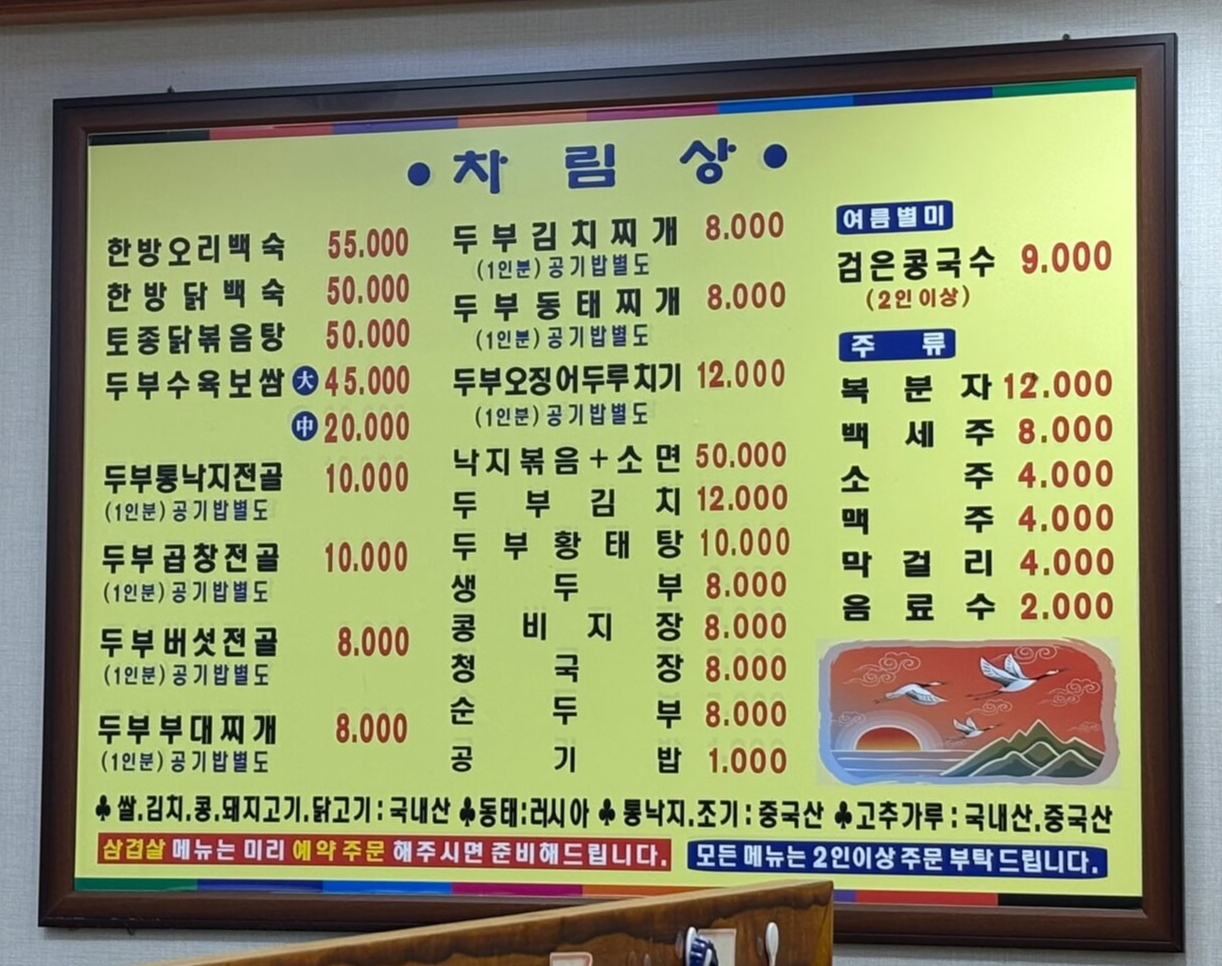 • 차림상 •
한방오리백숙 55.000
한방닭백숙 50.000
토종닭볶음탕 50.000
두부수육보쌈 大 45.000
中 20.000
두부통낙지전골 10.000
(1인분) 공기밥별도
두부곱창전골 10.000
(1인분) 공기밥별도
두부버섯전골 8.000
(1인분) 공기밥별도
두부부대찌개 8.000
(1인분) 공기밥별도
두부김치찌개 8.000
(1인분) 공기밥별도
두부동태찌개 8.000
(1인분) 공기밥별도
두부오징어두루치기 12.000
(1인분) 공기밥별도
낙지볶음+소면 50.000
두부김치 12.000
두부황태탕 10.000
생두부 8.000
콩비지장 8.000
청국장 8.000
순두부 8.000
공기밥 1.000
여름별미
검은콩국수 9.000
(2인 이상)
주류
복분자 12.000
백세주 8.000
소주 4.000
맥주 4.000
막걸리 4.000
음료수 2.000
♣ 쌀.김치.콩.돼지고기.닭고기:국내산 ♣동태:러시아 ♣ 통낙지.조기:중국산 ♣고추가루:국내산.중국산
삼겹살 메뉴는 미리 예약 주문 해주시면 준비해드립니다.
모든 메뉴는 2인이상 주문 부탁 드립니다.